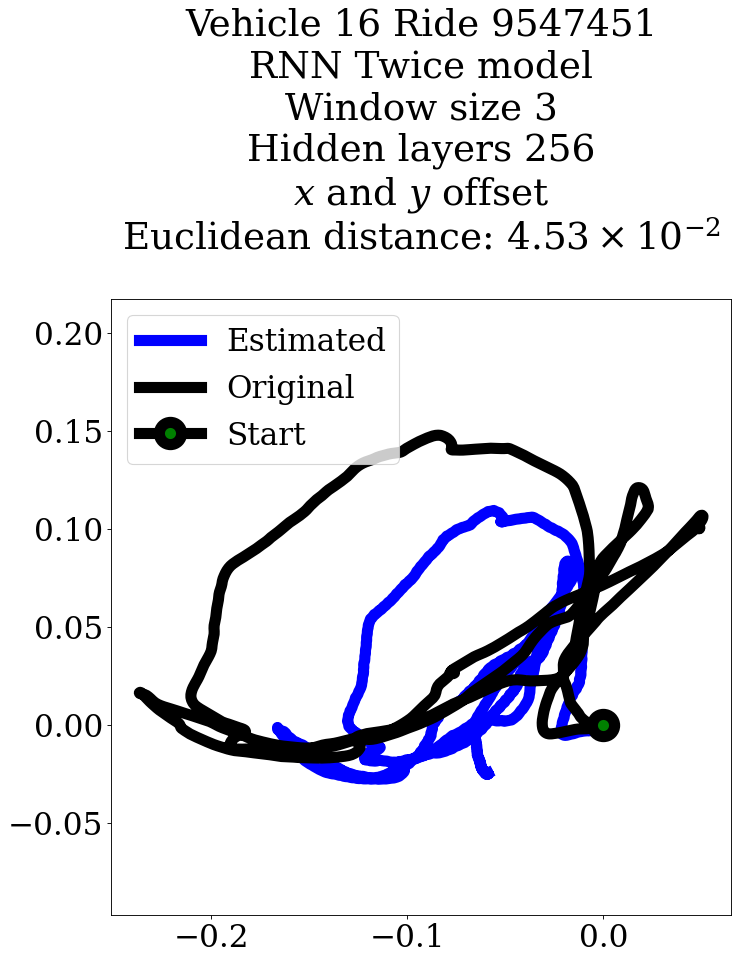 Vehicle 16 Ride 9547451
RNN Twice model
Window size 3
Hidden layers 256
x and y offset
Euclidean distance: 4.53 × 10⁻²
Estimated
Original
Start
0.20
0.15
0.10
0.05
0.00
−0.05
−0.2 −0.1 0.0